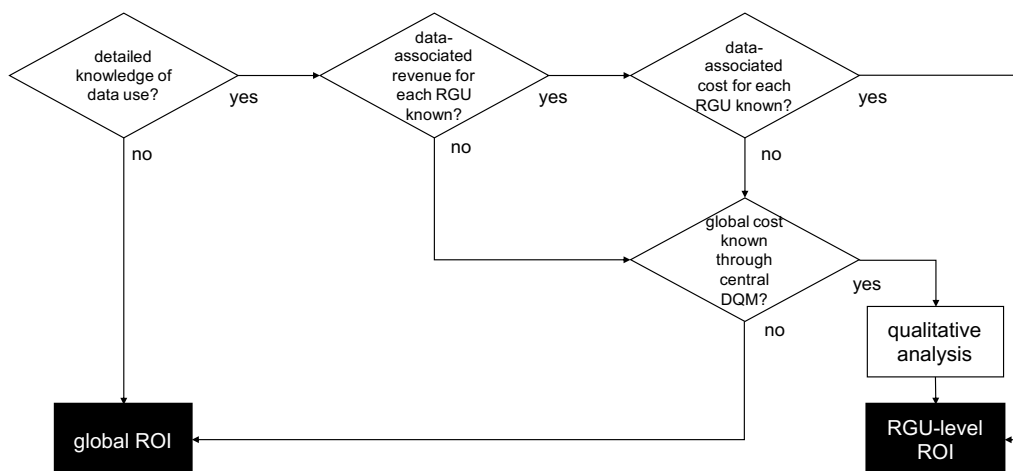 detailed
knowledge of
data use?
yes
no
data-
associated
revenue for
each RGU
known?
yes
no
data-
associated
cost for each
RGU known?
yes
no
global cost
known
through
central
DQM?
yes
no
qualitative
analysis
global ROI
RGU-level
ROI